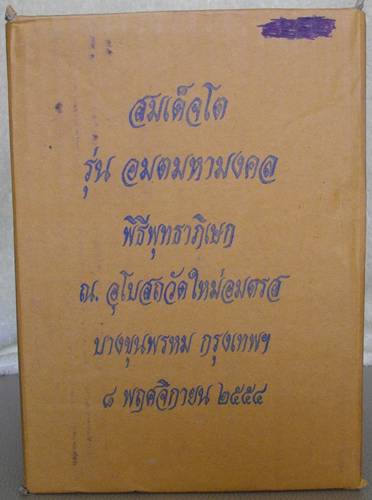 สมเด็จโต
รุ่น อมตมหามงคล
พิธีพุทธาภิเษก
ณ. อุโบสถวัดใหม่อมตรส
บางขุนพรหม กรุงเทพฯ
๘ พฤศจิกายน ๒๕๕๔